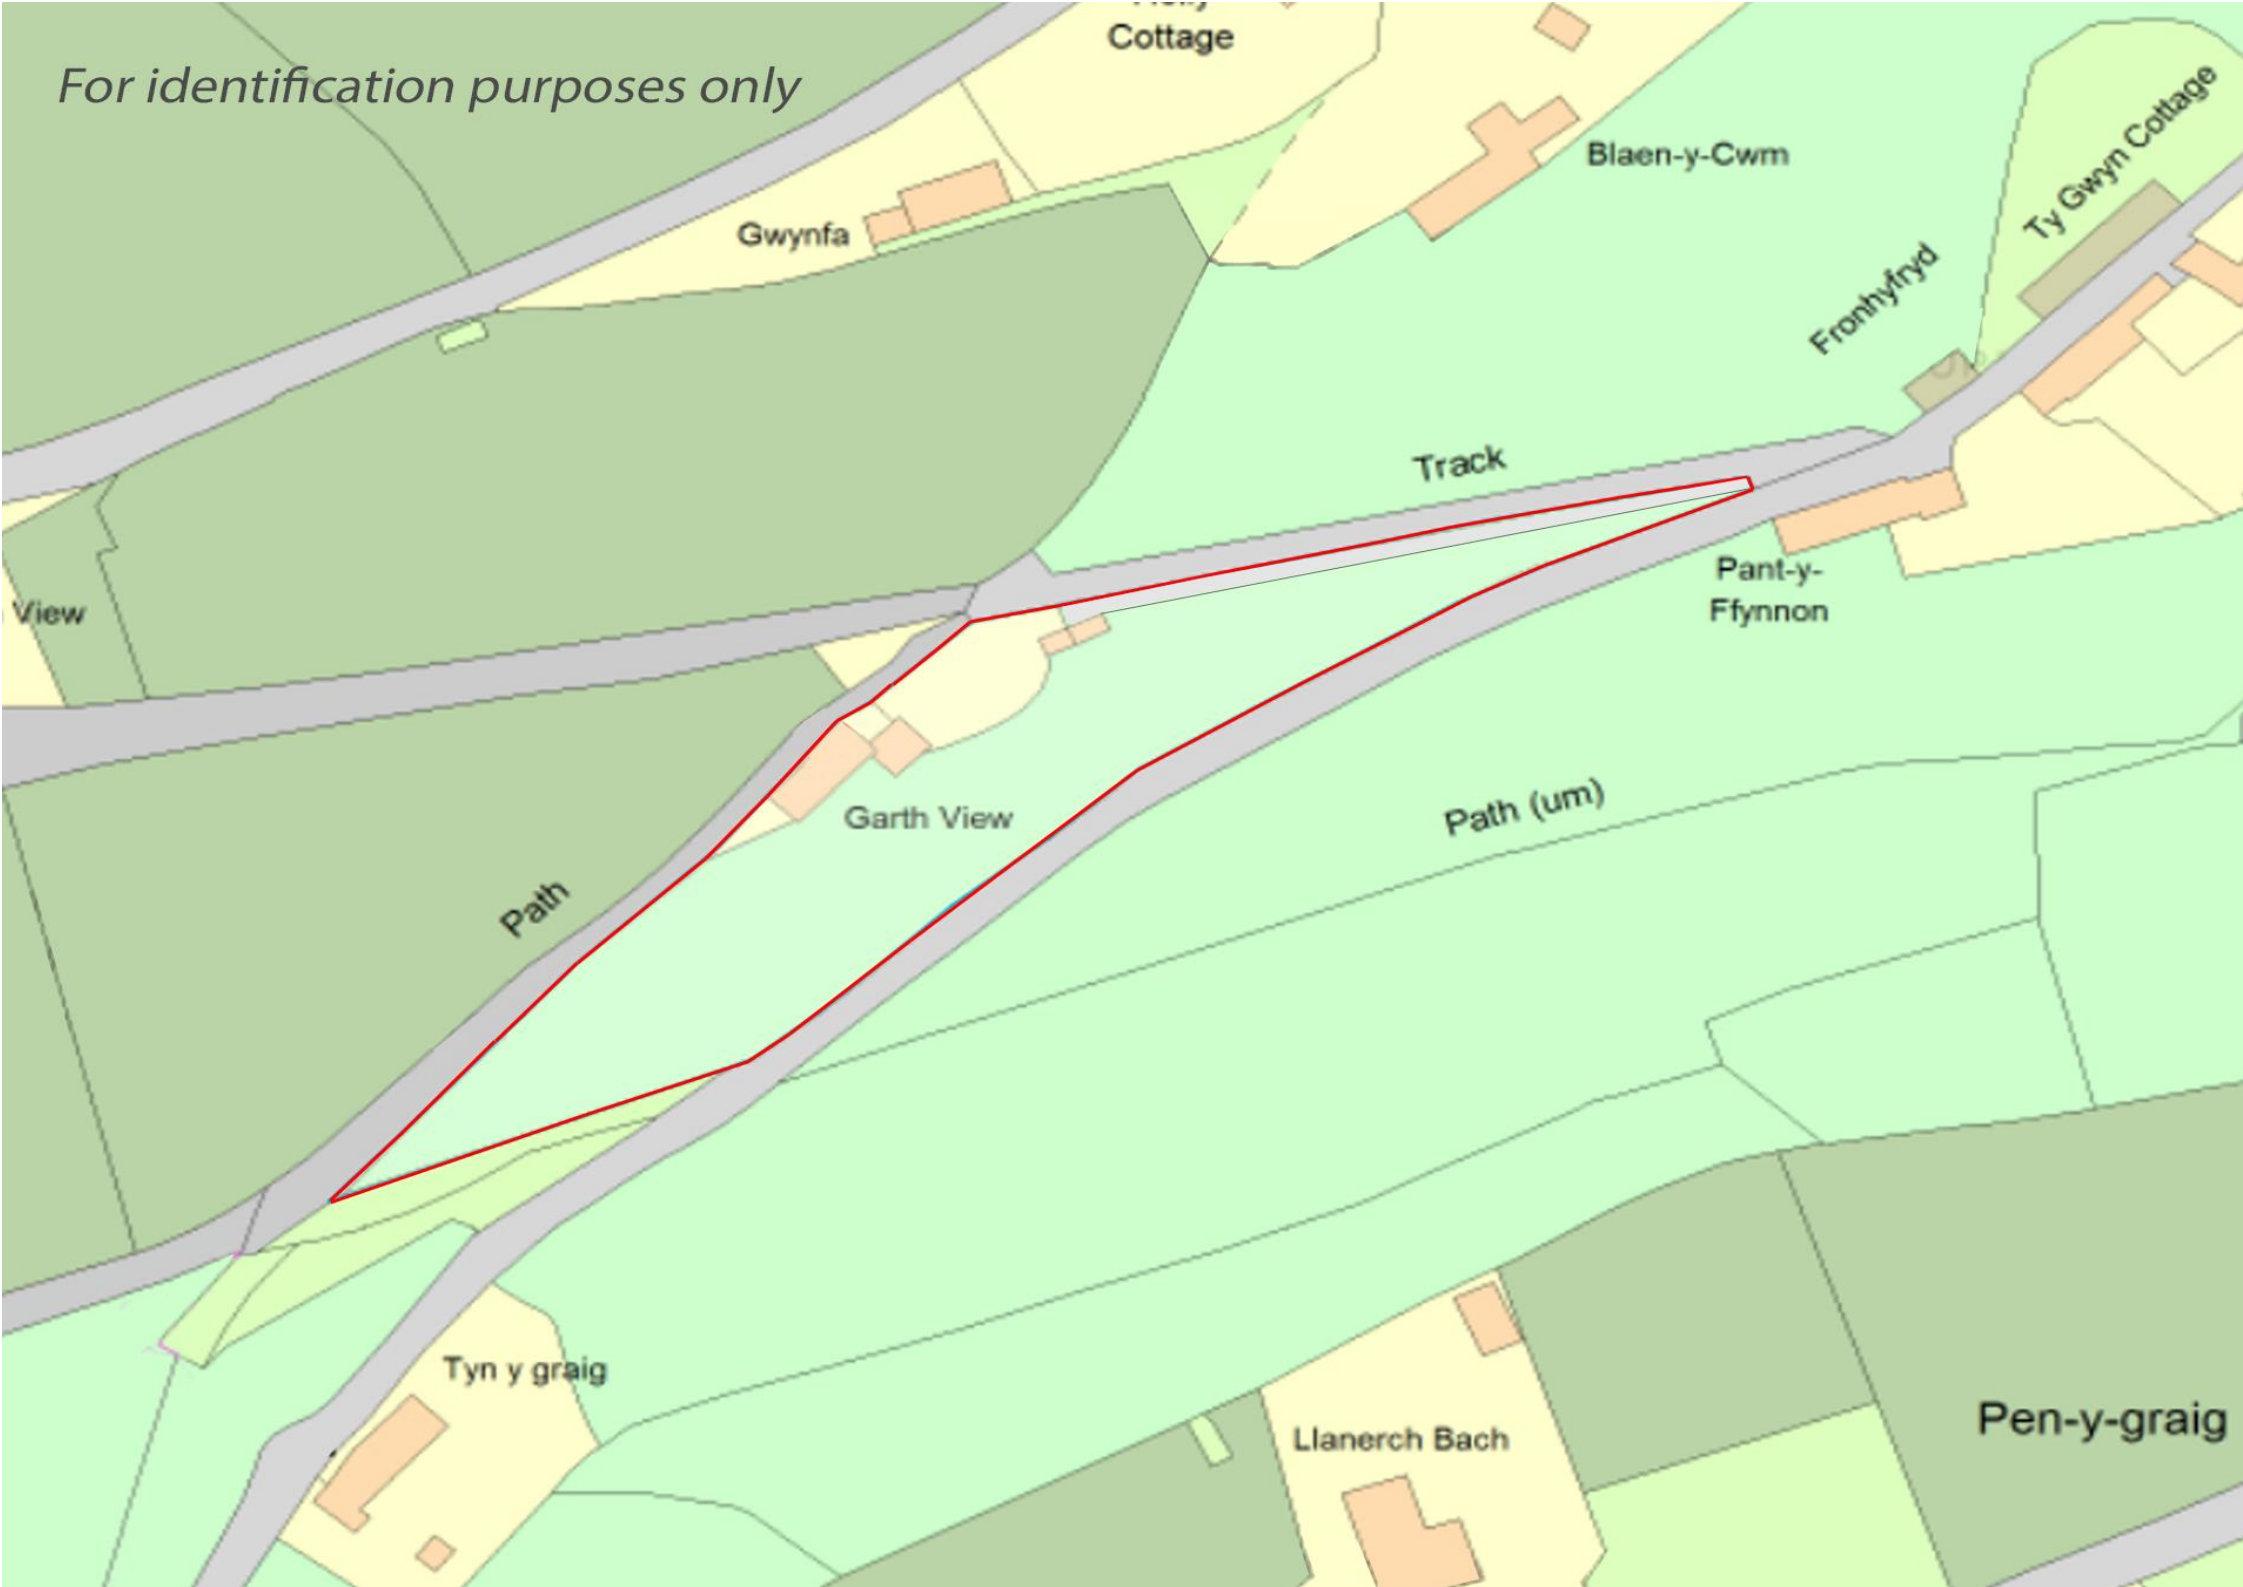 Cottage
For identification purposes only
Ty Gwyn Cottage
Blaen-y-Cwm
Gwynfa
Fronhyfryd
Track
Pant-y-
Ffynnon
View
Garth View
Path (um)
Path
Tyn y graig
Pen-y-graig
Llanerch Bach